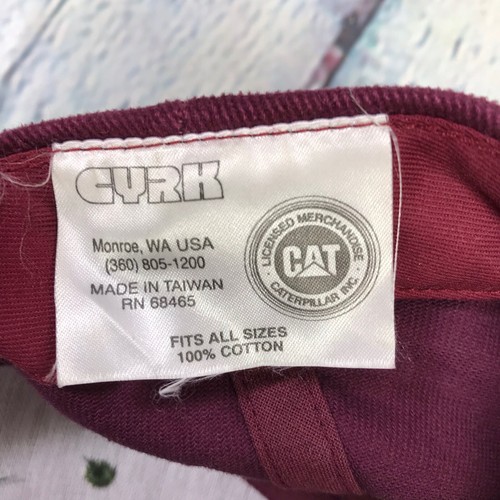 CYRK
Monroe, WA USA
(360) 805-1200
MADE IN TAIWAN
RN 68465
LICENSED MERCHANDISE
CAT
CATERPILLAR INC.
FITS ALL SIZES
100% COTTON